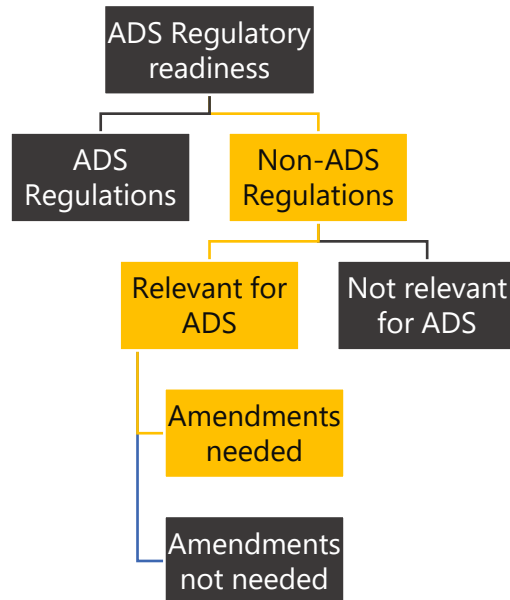 ADS Regulatory
readiness
ADS
Regulations
Non-ADS
Regulations
Relevant for
ADS
Not relevant
for ADS
Amendments
needed
Amendments
not needed